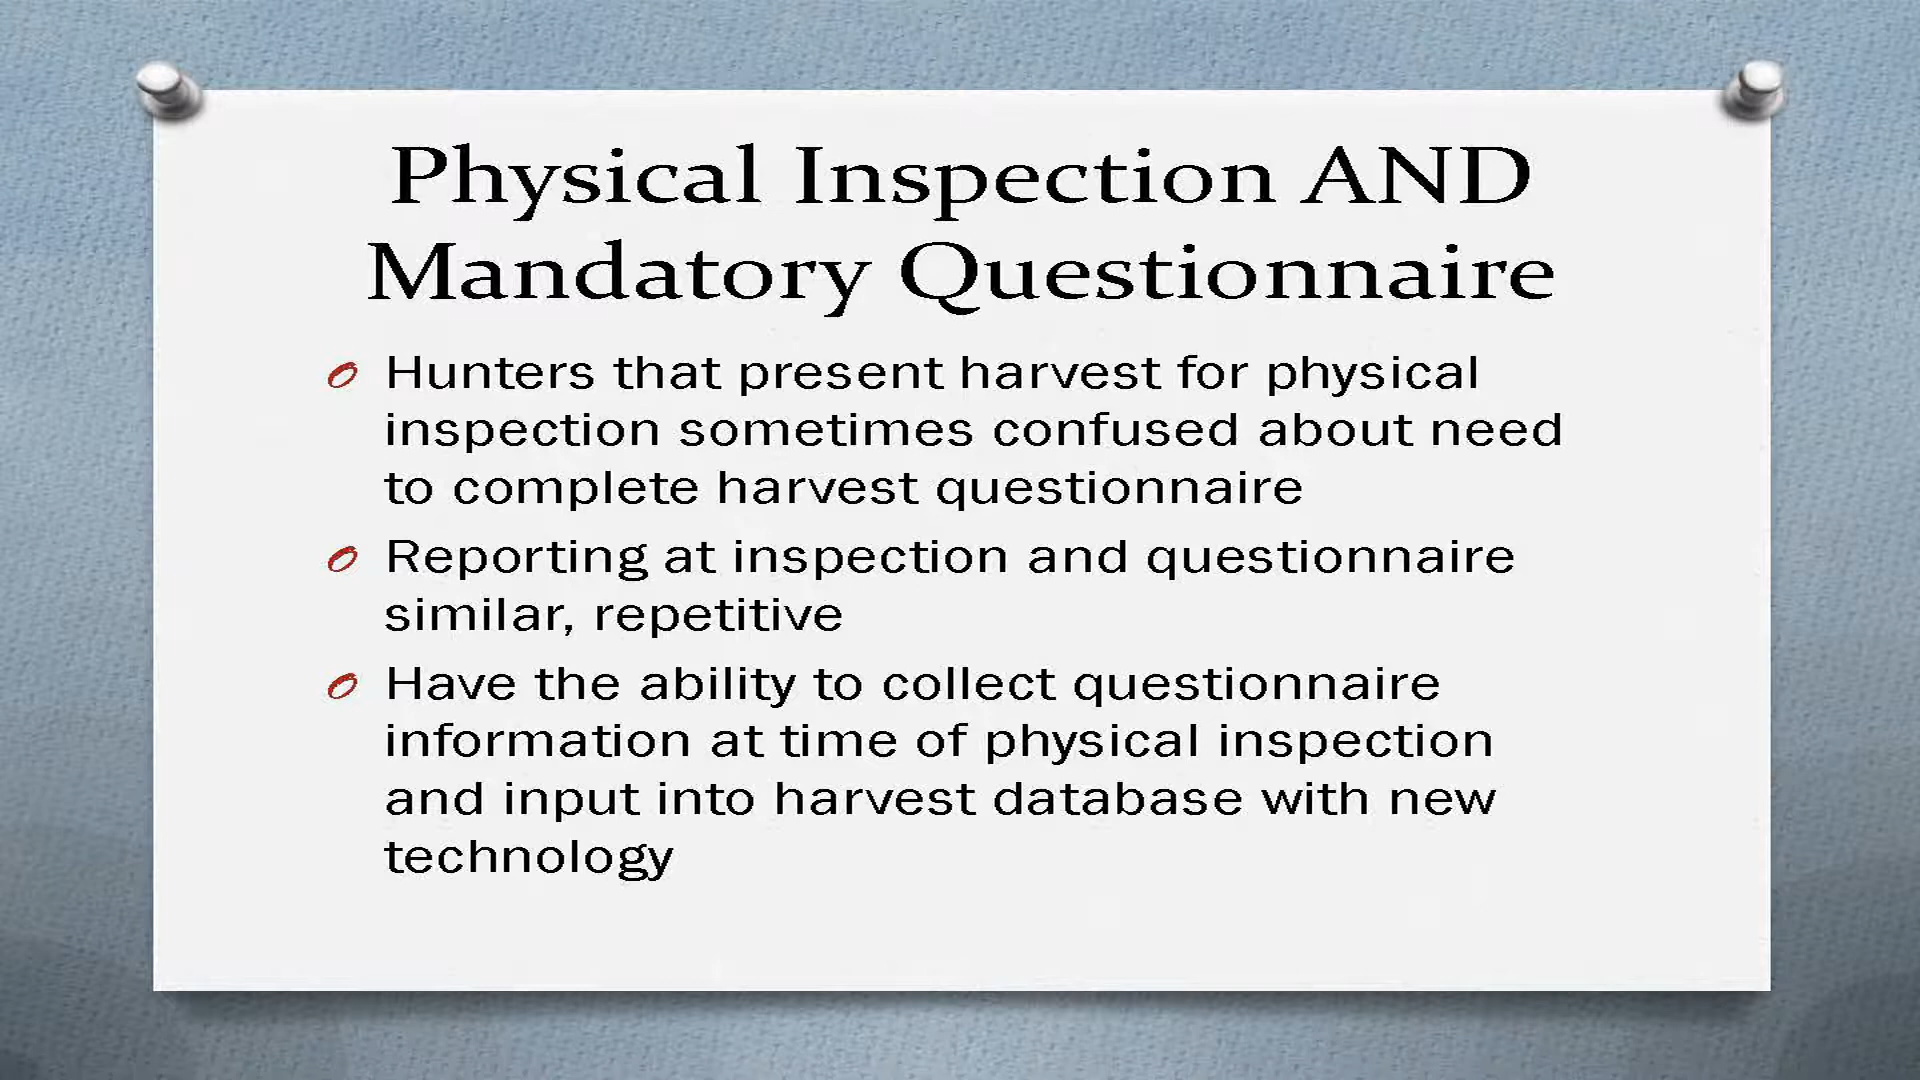 Physical Inspection AND
Mandatory Questionnaire
Hunters that present harvest for physical
inspection sometimes confused about need
to complete harvest questionnaire
Reporting at inspection and questionnaire
similar, repetitive
Have the ability to collect questionnaire
information at time of physical inspection
and input into harvest database with new
technology